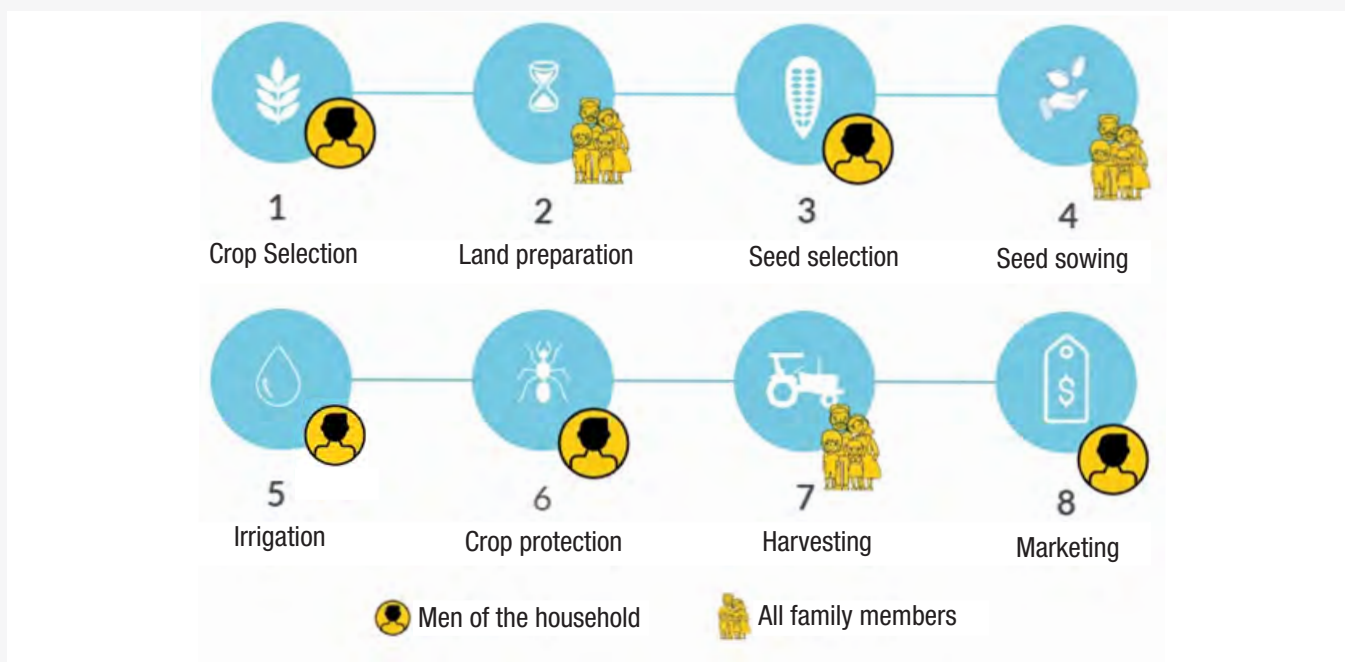 1
Crop Selection
2
Land preparation
3
Seed selection
4
Seed sowing
5
Irrigation
6
Crop protection
7
Harvesting
$
8
Marketing
Men of the household
All family members